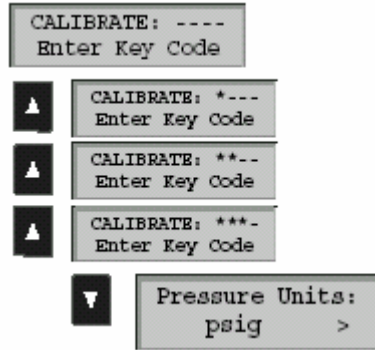 CALIBRATE: ----
Enter Key Code
CALIBRATE: *---
Enter Key Code
CALIBRATE: **--
Enter Key Code
CALIBRATE: ***-
Enter Key Code
Pressure Units:
psig >